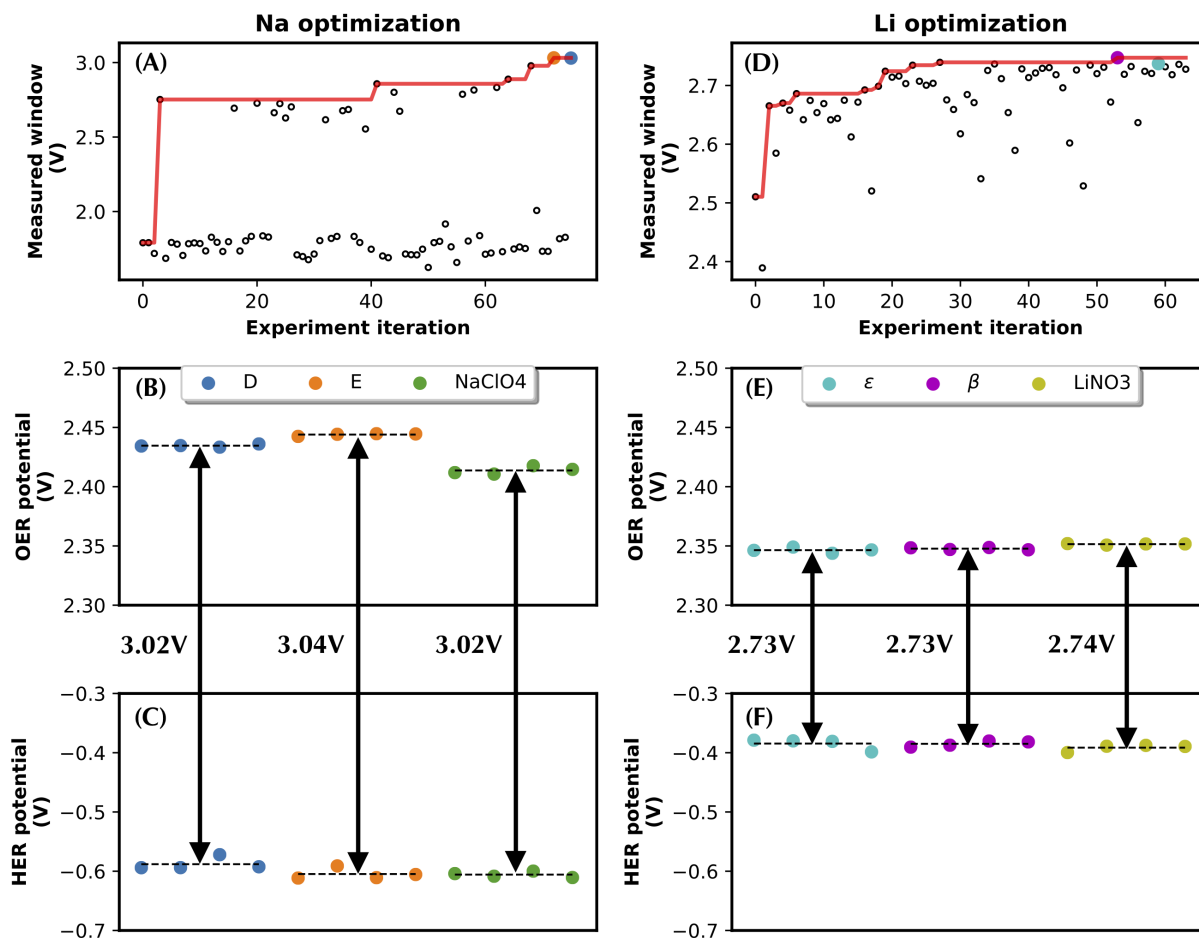 Na optimization
(A)
Measured window
(V)
3.0
2.5
2.0
0
20
40
60
Experiment iteration
Li optimization
(D)
Measured window
(V)
2.7
2.6
2.5
2.4
0
10
20
30
40
50
60
Experiment iteration
(B)
D
E
NaClO4
OER potential
(V)
2.50
2.45
2.40
2.35
2.30
(E)
ε
β
LiNO3
OER potential
(V)
2.50
2.45
2.40
2.35
2.30
3.02V
3.04V
3.02V
2.73V
2.73V
2.74V
(C)
HER potential
(V)
−0.3
−0.4
−0.5
−0.6
−0.7
(F)
HER potential
(V)
−0.3
−0.4
−0.5
−0.6
−0.7